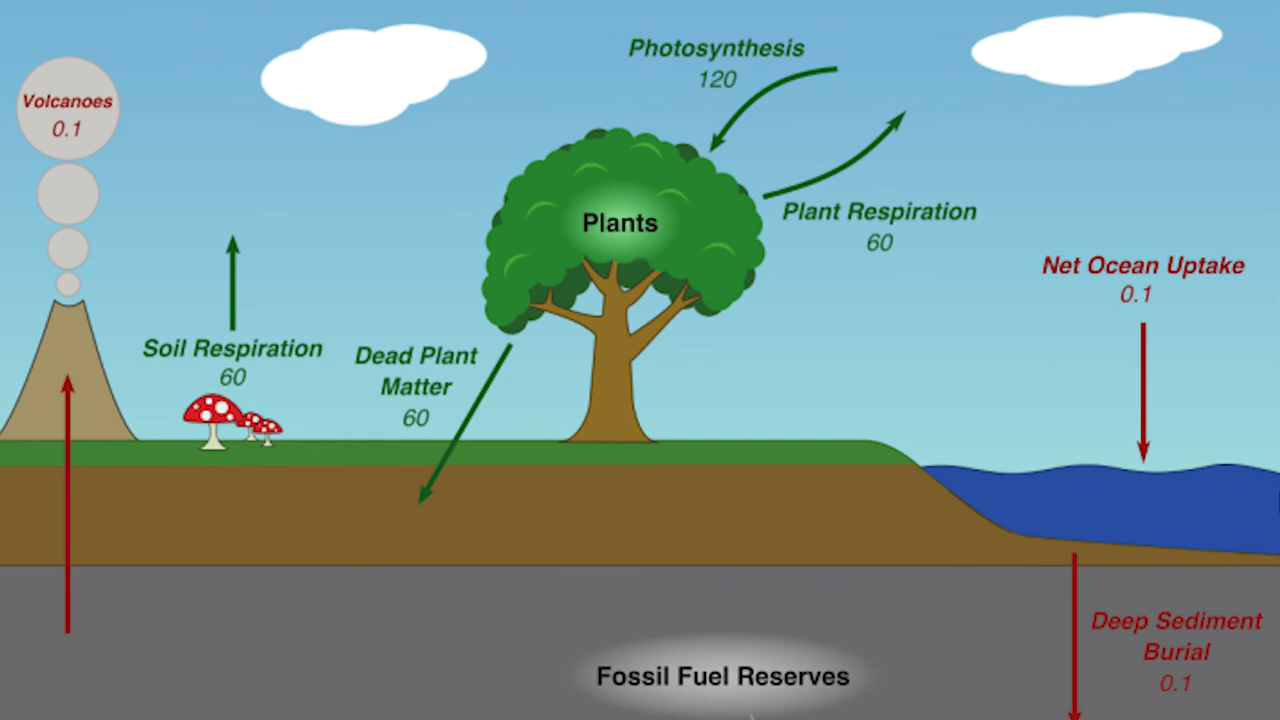 Photosynthesis
120
Volcanoes
0.1
Plants
Plant Respiration
60
Net Ocean Uptake
0.1
Soil Respiration
60
Dead Plant
Matter
60
Deep Sediment
Burial
0.1
Fossil Fuel Reserves